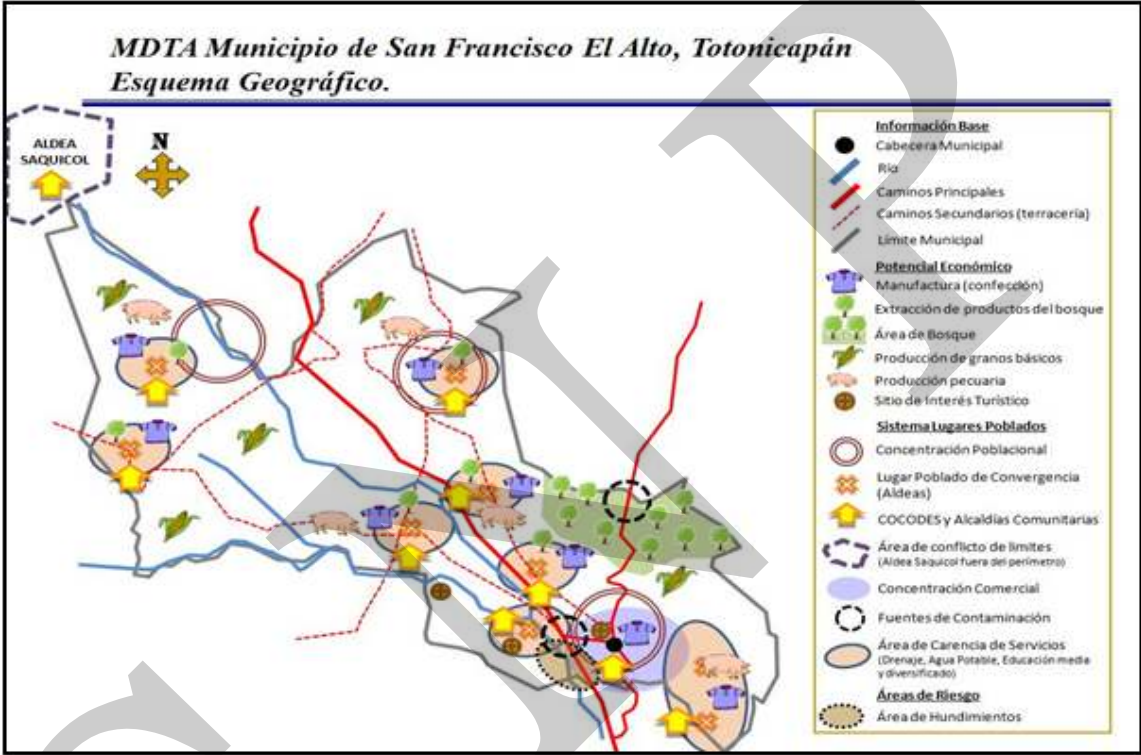 MDTA Municipio de San Francisco El Alto, Totonicapán
Esquema Geográfico.
ALDEA
SAQUICOL
N
Información Base
Cabecera Municipal
Río
Caminos Principales
Caminos Secundarios (terracería)
Límite Municipal
Potencial Económico
Manufactura (confección)
Extracción de productos del bosque
Área de Bosque
Producción de granos básicos
Producción pecuaria
Sitio de Interés Turístico
Sistema Lugares Poblados
Concentración Poblacional
Lugar Poblado de Convergencia
(Aldeas)
COCODES y Alcaldías Comunitarias
Área de conflicto de limites
(Aldea Saquicol fuera del perímetro)
Concentración Comercial
Fuentes de Contaminación
Área de Carencia de Servicios
(Drenaje, Agua Potable, Educación media
y diversificado)
Áreas de Riesgo
Área de Hundimientos